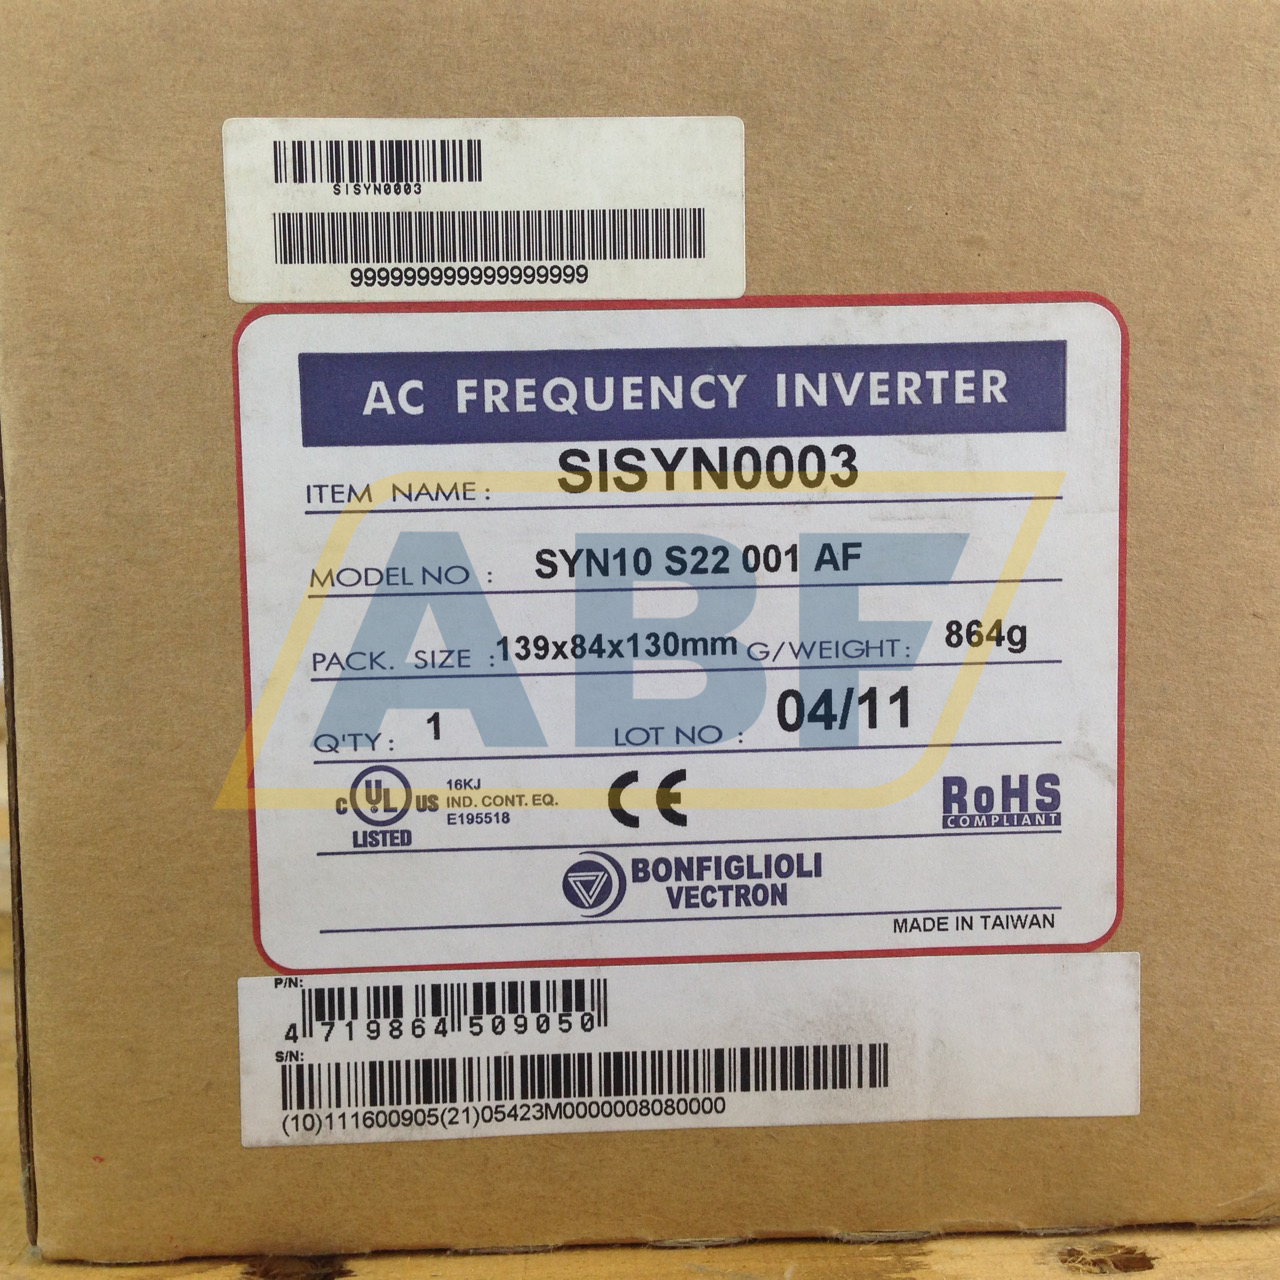 SISYN0003
9999999999999999999
AC FREQUENCY INVERTER
ITEM NAME : SISYN0003
MODEL NO : SYN10 S22 001 AF
PACK. SIZE : 139x84x130mm G/WEIGHT: 864g
Q'TY : 1 LOT NO : 04/11
C UL US LISTED
16KJ
IND. CONT. EQ.
E195518
CE
RoHS
COMPLIANT
BONFIGLIOLI
VECTRON
MADE IN TAIWAN
P/N:
4 719864 509050
S/N:
(10)111600905(21)05423M0000008080000
ABF